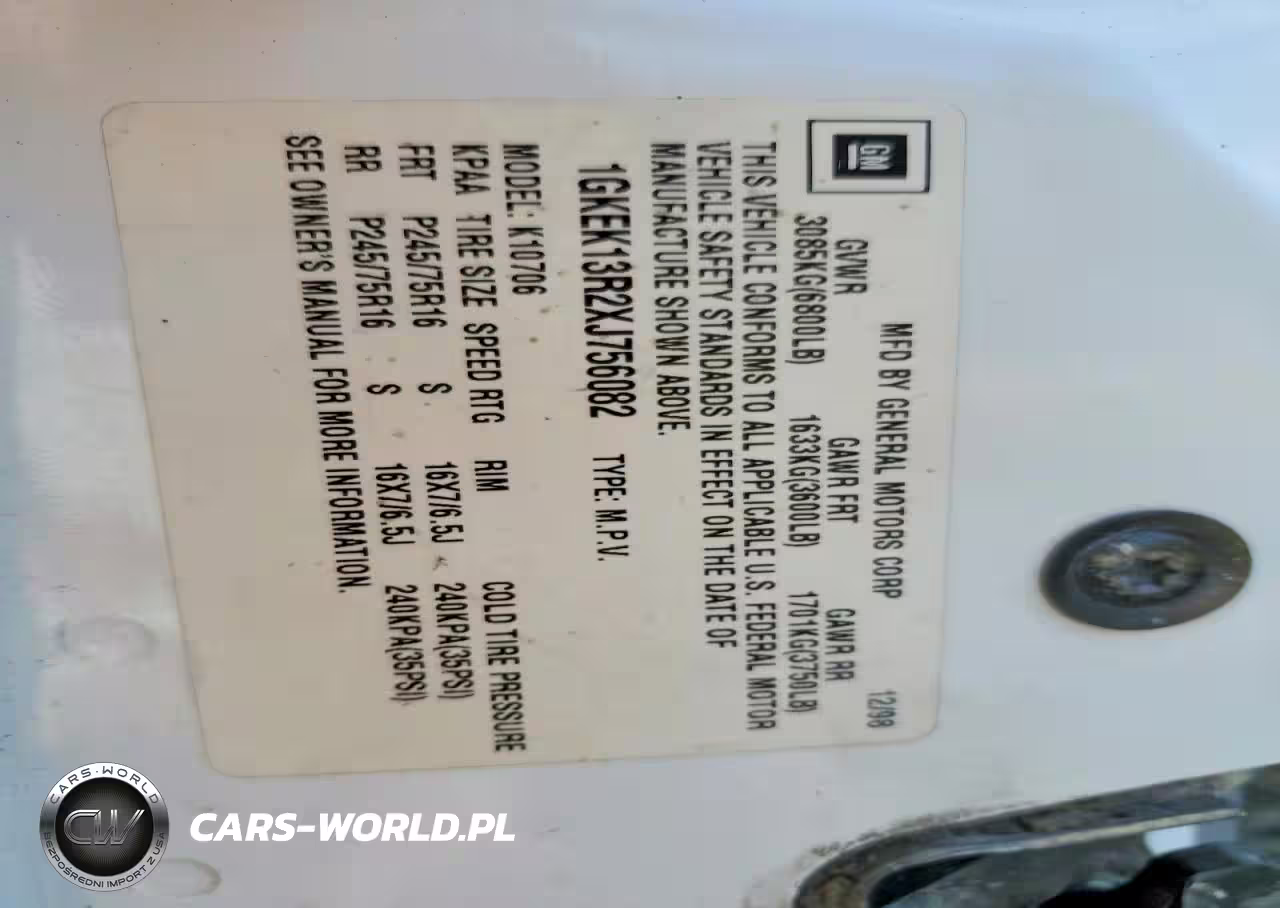 GM
MFD BY GENERAL MOTORS CORP 12/98
GVWR GAWR FRT GAWR RR
3085KG(6800LB) 1633KG(3600LB) 1701KG(3750LB)
THIS VEHICLE CONFORMS TO ALL APPLICABLE U.S. FEDERAL MOTOR
VEHICLE SAFETY STANDARDS IN EFFECT ON THE DATE OF
MANUFACTURE SHOWN ABOVE.
1GKEK13R2XJ756082 TYPE: M.P.V.
MODEL: K10706
KPAA TIRE SIZE SPEED RTG RIM COLD TIRE PRESSURE
FRT P245/75R16 S 16X7/6.5J 240KPA(35PSI)
RR P245/75R16 S 16X7/6.5J 240KPA(35PSI)
SEE OWNER'S MANUAL FOR MORE INFORMATION.
CARS-WORLD
CW
BEZPOŚREDNI IMPORT Z USA
CARS-WORLD.PL